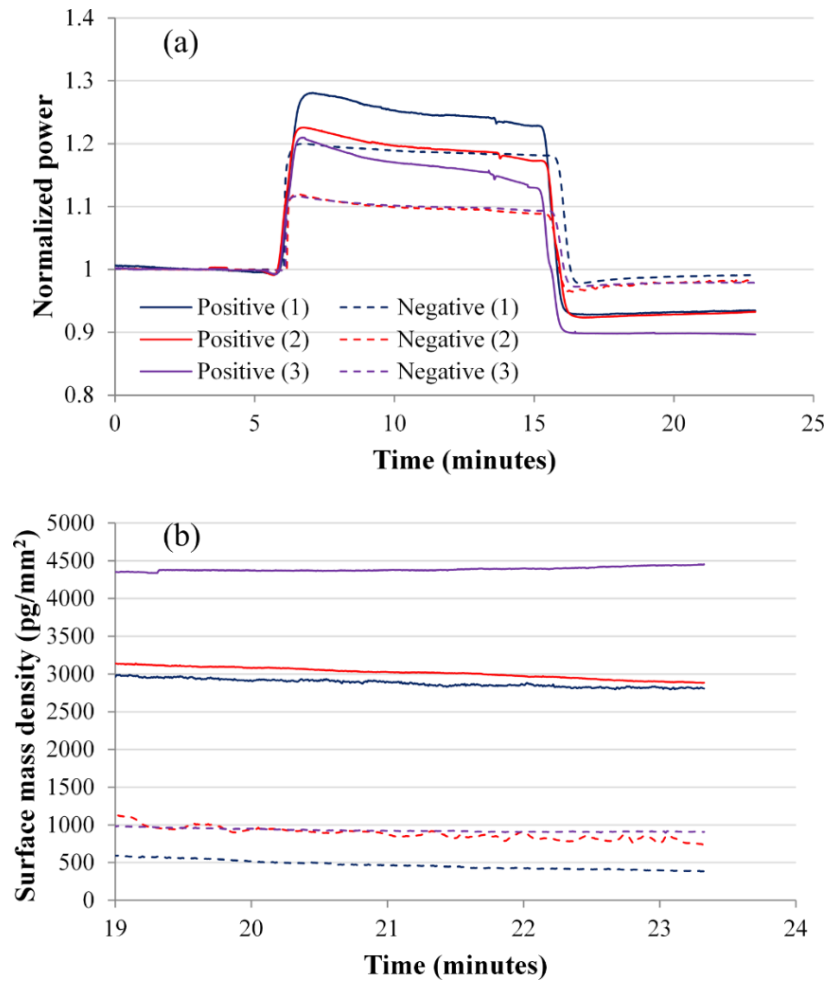 (a)
Normalized power
1.4
1.3
1.2
1.1
1
0.9
0.8
Positive (1) Negative (1)
Positive (2) Negative (2)
Positive (3) Negative (3)
0 5 10 15 20 25
Time (minutes)
(b)
Surface mass density (pg/mm²)
5000
4500
4000
3500
3000
2500
2000
1500
1000
500
0
19 20 21 22 23 24
Time (minutes)